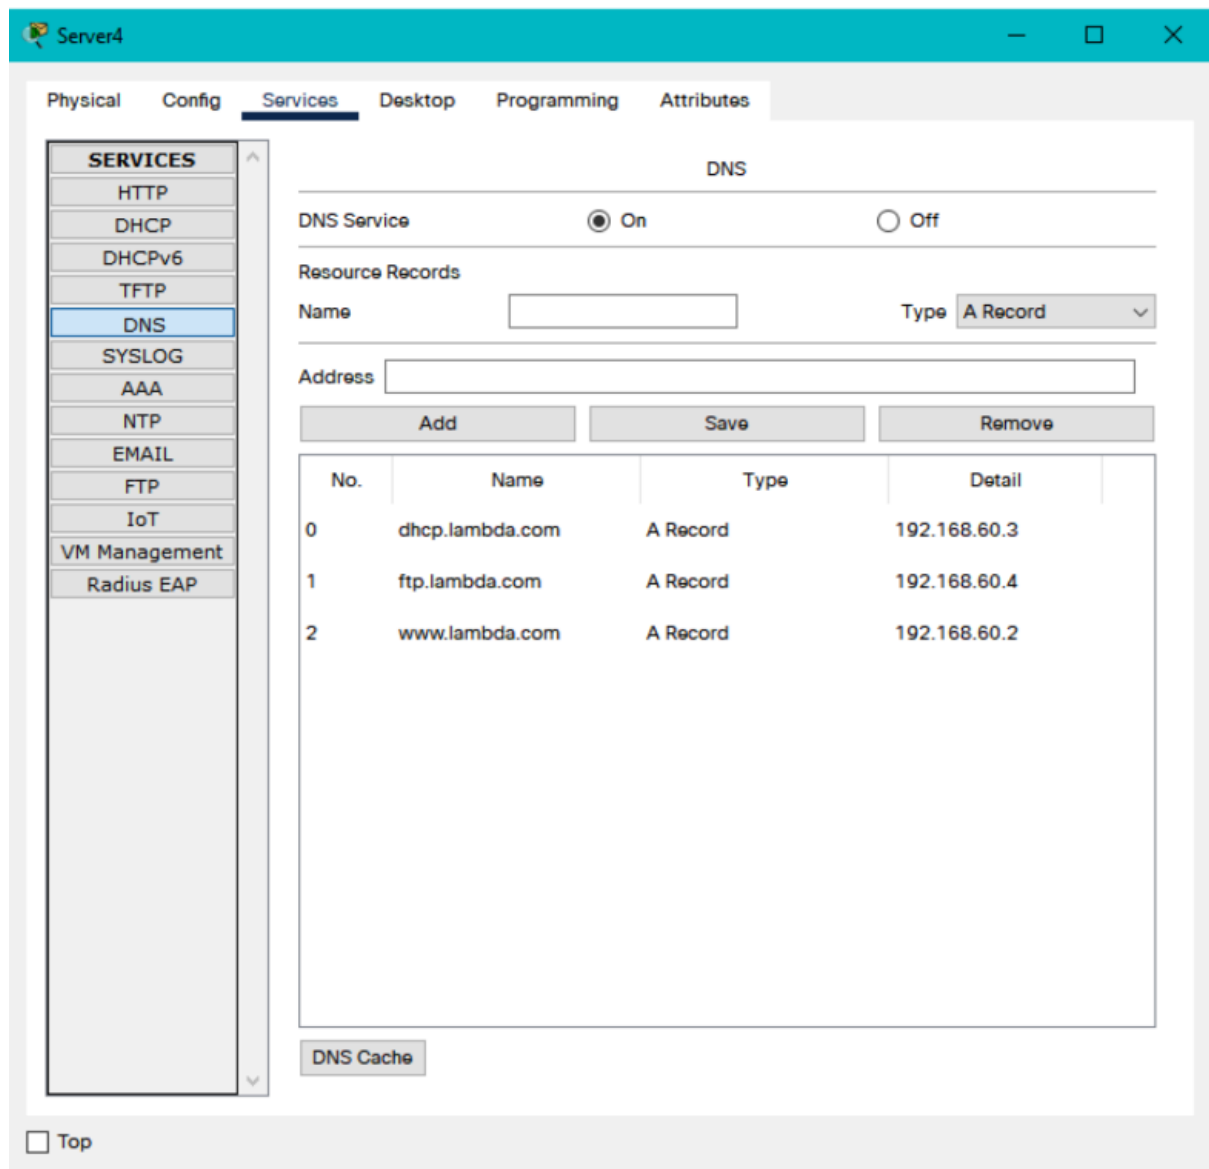 Server4
Physical Config Services Desktop Programming Attributes
SERVICES
HTTP
DHCP
DHCPv6
TFTP
DNS
SYSLOG
AAA
NTP
EMAIL
FTP
IoT
VM Management
Radius EAP
DNS
DNS Service On Off
Resource Records
Name Type A Record
Address
Add Save Remove
No. Name Type Detail
0 dhcp.lambda.com A Record 192.168.60.3
1 ftp.lambda.com A Record 192.168.60.4
2 www.lambda.com A Record 192.168.60.2
DNS Cache
Top